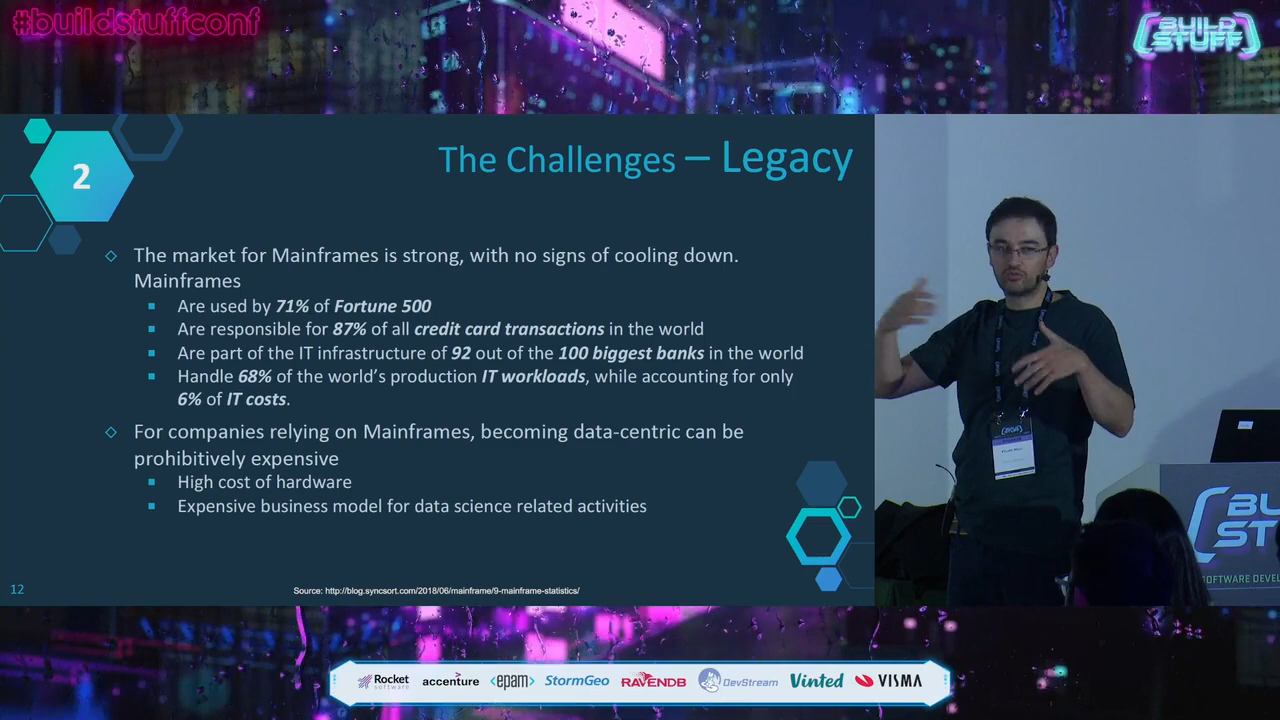 #buildstuffconf
BUILD
STUFF
2
The Challenges – Legacy
The market for Mainframes is strong, with no signs of cooling down.
Mainframes
Are used by 71% of Fortune 500
Are responsible for 87% of all credit card transactions in the world
Are part of the IT infrastructure of 92 out of the 100 biggest banks in the world
Handle 68% of the world's production IT workloads, while accounting for only
6% of IT costs.
For companies relying on Mainframes, becoming data-centric can be
prohibitively expensive
High cost of hardware
Expensive business model for data science related activities
12
Source: http://blog.syncsort.com/2018/06/mainframe/9-mainframe-statistics/
BU
ST
OFTWARE DEVEL
Rocket
software
accenture
<epam>
StormGeo
RAVENDB
DevStream
Vinted
VISMA